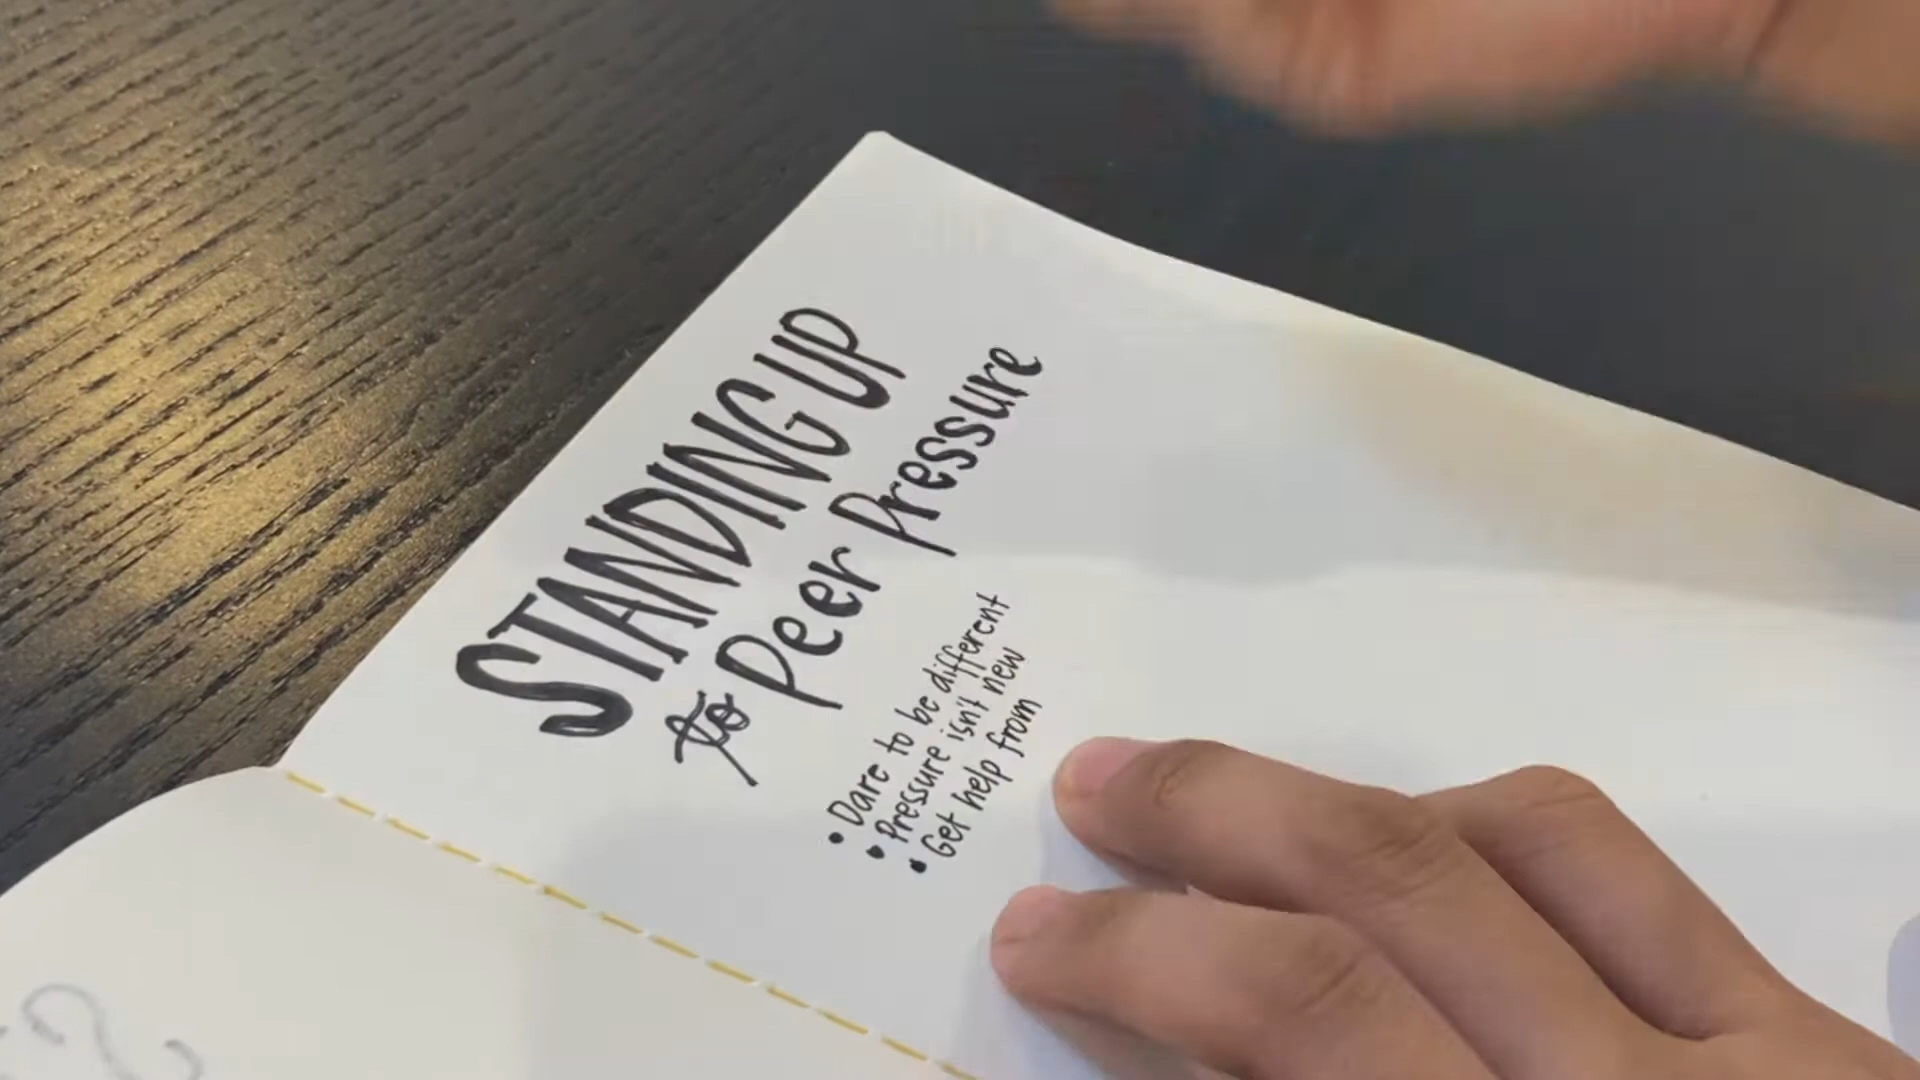 STANDING UP
to Peer Pressure
• Dare to be different
• Pressure isn't new
• Get help from